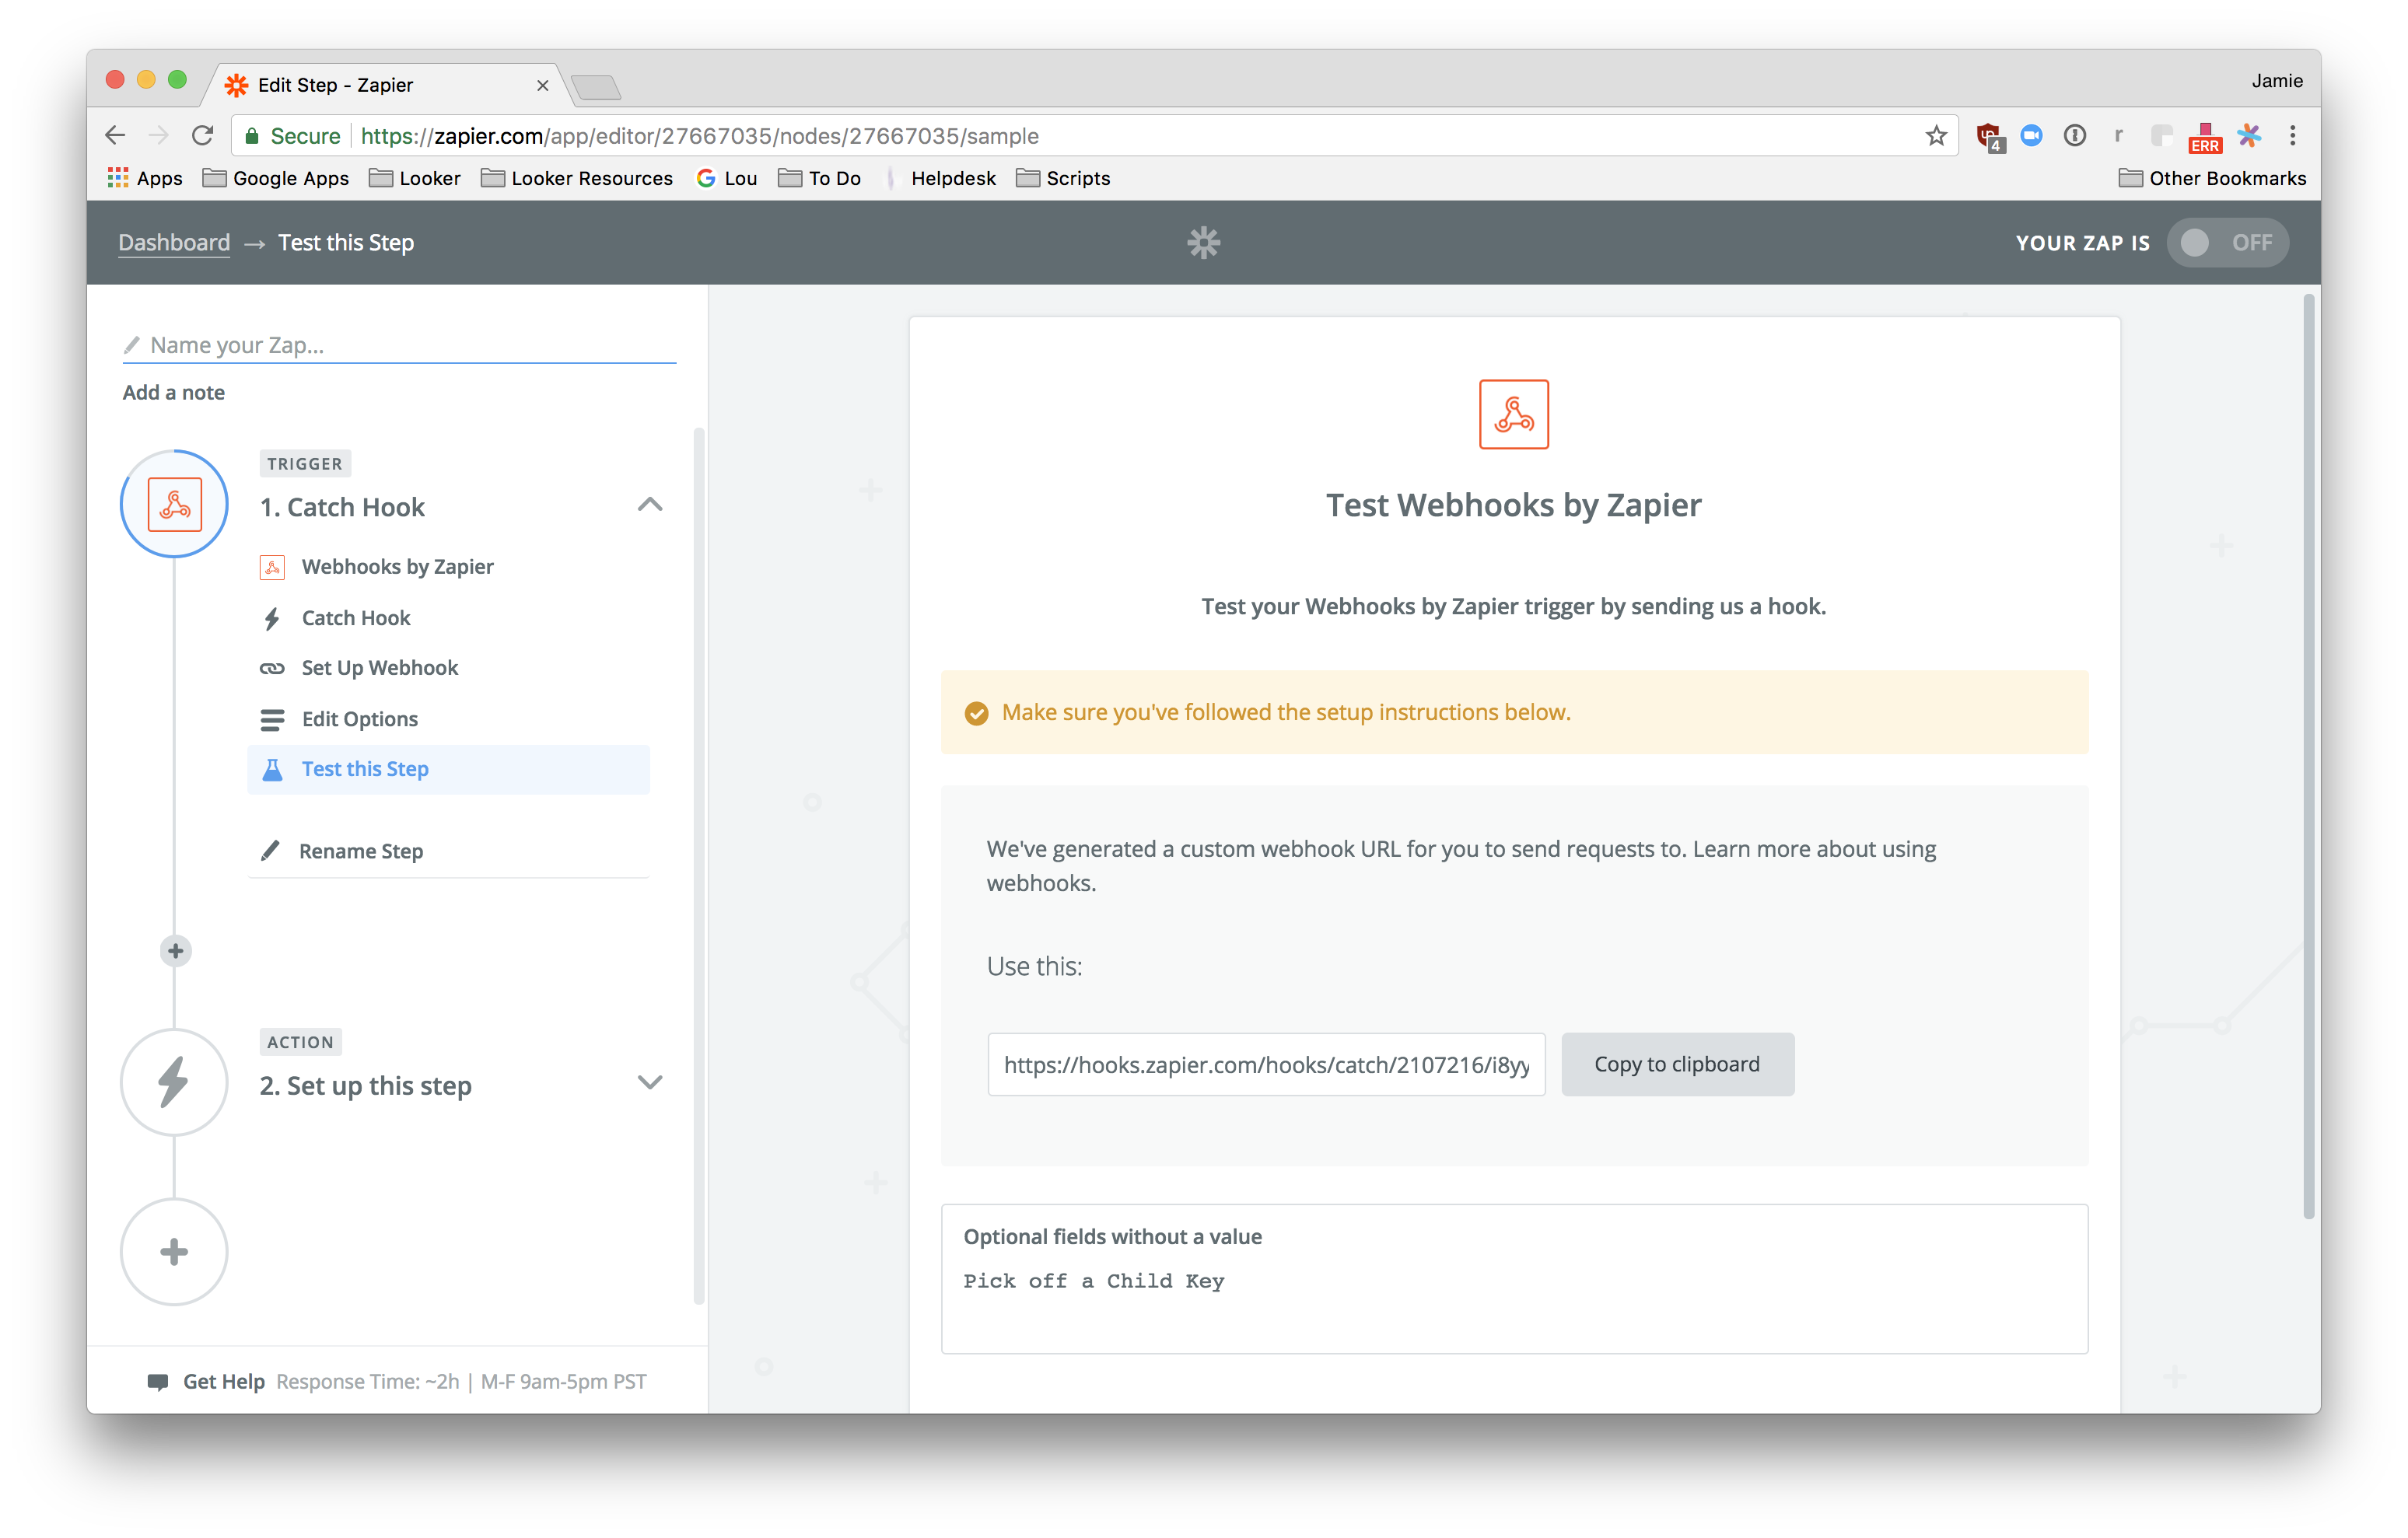 Edit Step - Zapier
Jamie
Secure https://zapier.com/app/editor/27667035/nodes/27667035/sample
4
r
ERR
Apps Google Apps Looker Looker Resources Lou To Do Helpdesk Scripts Other Bookmarks
Dashboard → Test this Step
YOUR ZAP IS OFF
Name your Zap...
Add a note
TRIGGER
1. Catch Hook
Webhooks by Zapier
Catch Hook
Set Up Webhook
Edit Options
Test this Step
Rename Step
ACTION
2. Set up this step
Get Help Response Time: ~2h | M-F 9am-5pm PST
Test Webhooks by Zapier
Test your Webhooks by Zapier trigger by sending us a hook.
Make sure you've followed the setup instructions below.
We've generated a custom webhook URL for you to send requests to. Learn more about using
webhooks.
Use this:
https://hooks.zapier.com/hooks/catch/2107216/i8yy
Copy to clipboard
Optional fields without a value
Pick off a Child Key